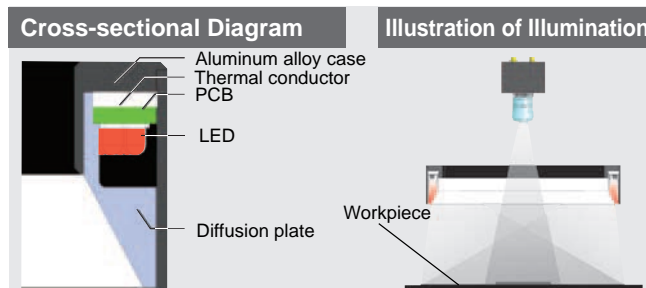 Cross-sectional Diagram
Aluminum alloy case
Thermal conductor
PCB
LED
Diffusion plate
Illustration of Illumination
Workpiece